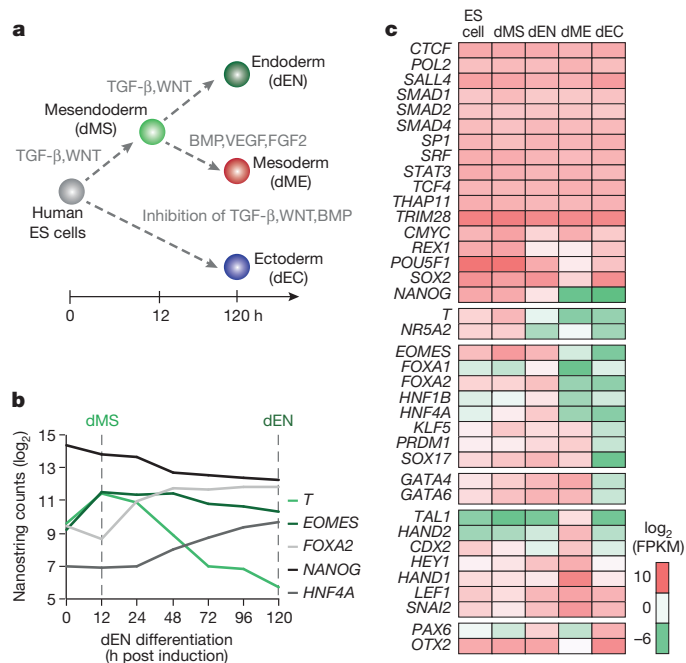 a
Endoderm
(dEN)
TGF-β,WNT
Mesendoderm
(dMS)
BMP,VEGF,FGF2
TGF-β,WNT
Mesoderm
(dME)
Human
ES cells
Inhibition of TGF-β,WNT,BMP
Ectoderm
(dEC)
0 12 120 h
b
dMS dEN
Nanostring counts (log2)
15
13
11
9
7
5
0 12 24 48 72 96 120
dEN differentiation
(h post induction)
T
EOMES
FOXA2
NANOG
HNF4A
c
ES
cell dMS dEN dME dEC
CTCF
POL2
SALL4
SMAD1
SMAD2
SMAD4
SP1
SRF
STAT3
TCF4
THAP11
TRIM28
CMYC
REX1
POU5F1
SOX2
NANOG
T
NR5A2
EOMES
FOXA1
FOXA2
HNF1B
HNF4A
KLF5
PRDM1
SOX17
GATA4
GATA6
TAL1
HAND2
CDX2
HEY1
HAND1
LEF1
SNAI2
PAX6
OTX2
log2
(FPKM)
10
0
−6